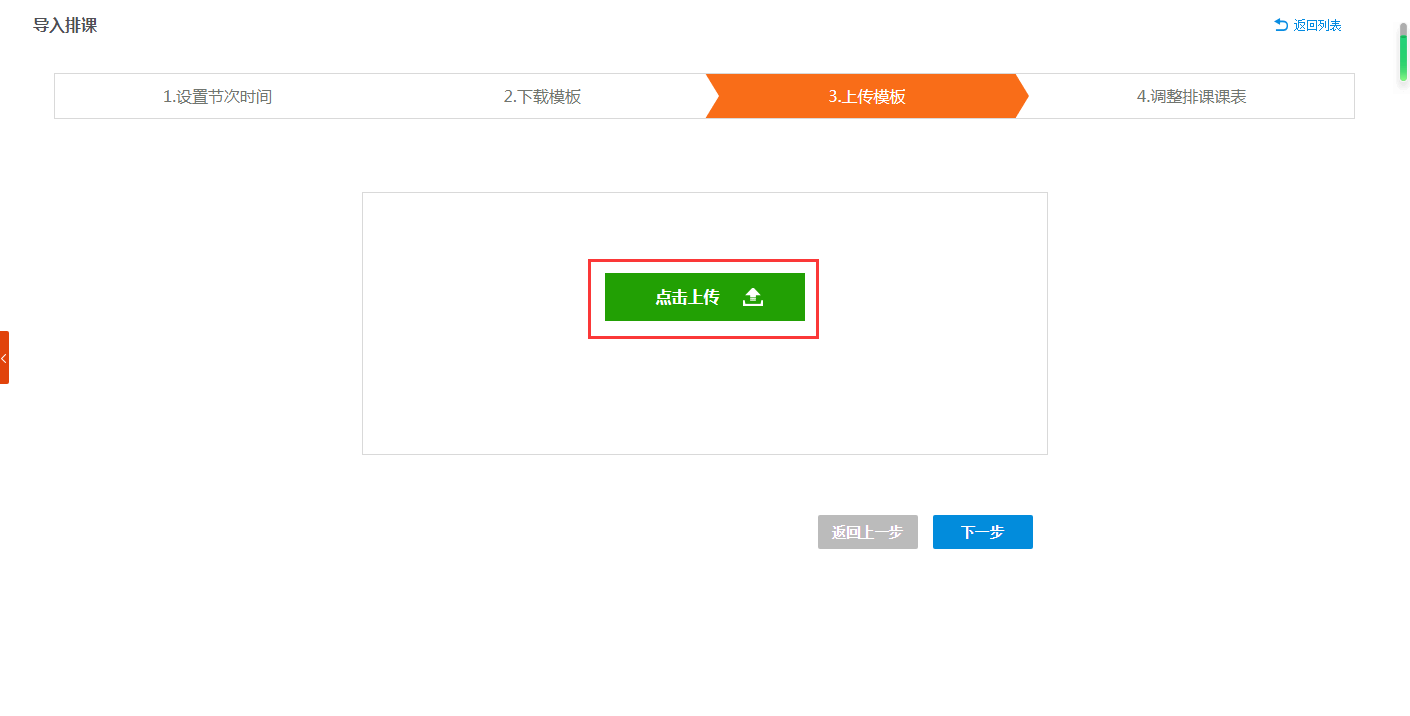 导入排课
返回列表
1.设置节次时间
2.下载模板
3.上传模板
4.调整排课课表
点击上传
返回上一步
下一步